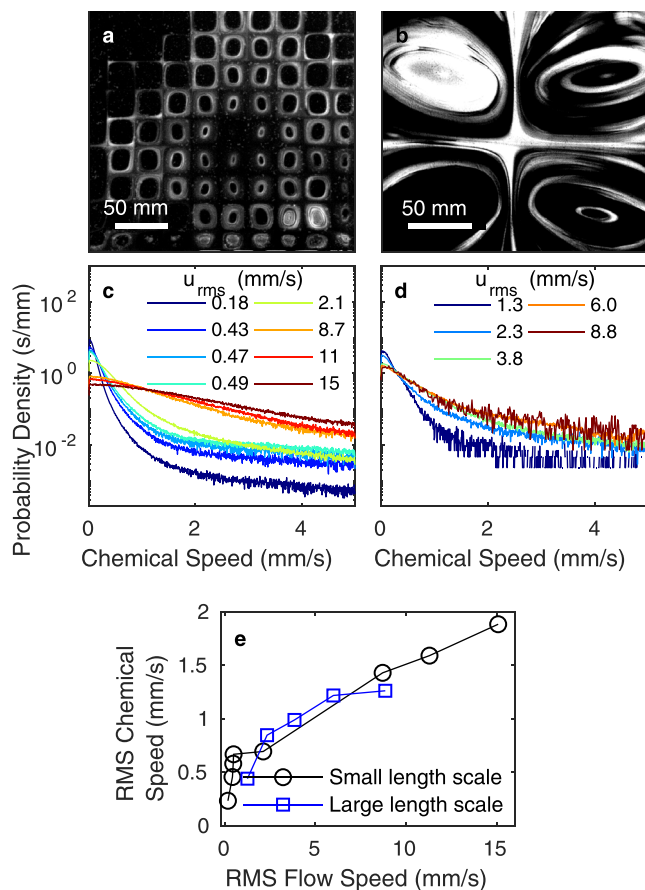 a
b
50 mm
50 mm
c
u_rms (mm/s)
0.18 2.1
0.43 8.7
0.47 11
0.49 15
d
u_rms (mm/s)
1.3 6.0
2.3 8.8
3.8
10^2
10^0
10^-2
Probability Density (s/mm)
0 2 4
Chemical Speed (mm/s)
0 2 4
Chemical Speed (mm/s)
e
2
1.5
1
0.5
0
RMS Chemical
Speed (mm/s)
Small length scale
Large length scale
0 5 10 15
RMS Flow Speed (mm/s)